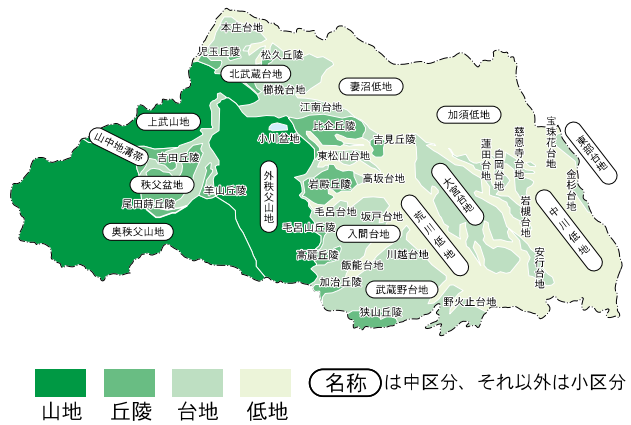 本庄台地
児玉丘陵
松久丘陵
北武蔵台地
櫛挽台地
妻沼低地
江南台地
加須低地
上武山地
比企丘陵
小川盆地
吉見丘陵
山中地溝帯
吉田丘陵
東松山台地
秩父盆地
羊山丘陵
尾田蒔丘陵
奥秩父山地
外秩父山地
岩殿丘陵
高坂台地
毛呂台地
坂戸台地
毛呂山丘陵
入間台地
高麗丘陵
飯能台地
川越台地
加治丘陵
武蔵野台地
狭山丘陵
野火止台地
荒川低地
大宮台地
蓮田台地
白岡台地
慈恩寺台地
宝珠花台地
東部台地
金杉台地
岩槻台地
中川低地
安行台地
山地
丘陵
台地
低地
名称は中区分、それ以外は小区分